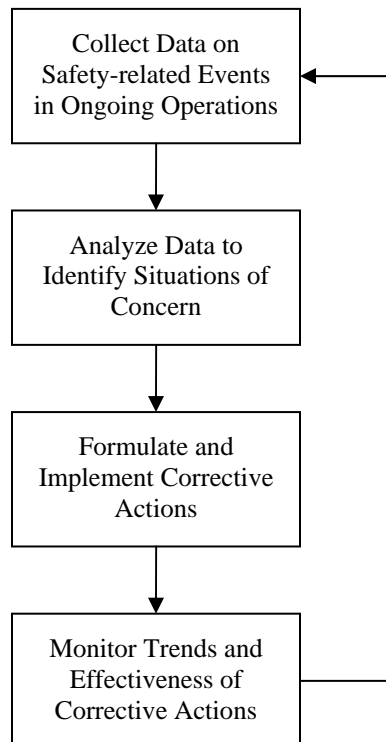 Collect Data on
Safety-related Events
in Ongoing Operations
Analyze Data to
Identify Situations of
Concern
Formulate and
Implement Corrective
Actions
Monitor Trends and
Effectiveness of
Corrective Actions